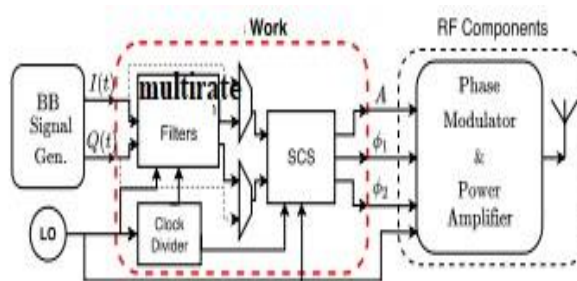 Work
RF Components
BB
Signal
Gen.
I(t)
Q(t)
multirate
Filters
SCS
A
ϕ1
ϕ2
Phase
Modulator
&
Power
Amplifier
LO
Clock
Divider